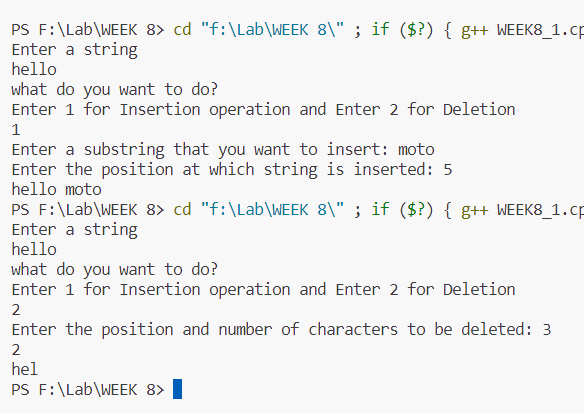 PS F:\Lab\WEEK 8> cd "f:\Lab\WEEK 8\" ; if ($?) { g++ WEEK8_1.cp
Enter a string
hello
what do you want to do?
Enter 1 for Insertion operation and Enter 2 for Deletion
1
Enter a substring that you want to insert: moto
Enter the position at which string is inserted: 5
hello moto
PS F:\Lab\WEEK 8> cd "f:\Lab\WEEK 8\" ; if ($?) { g++ WEEK8_1.cp
Enter a string
hello
what do you want to do?
Enter 1 for Insertion operation and Enter 2 for Deletion
2
Enter the position and number of characters to be deleted: 3
2
hel
PS F:\Lab\WEEK 8>